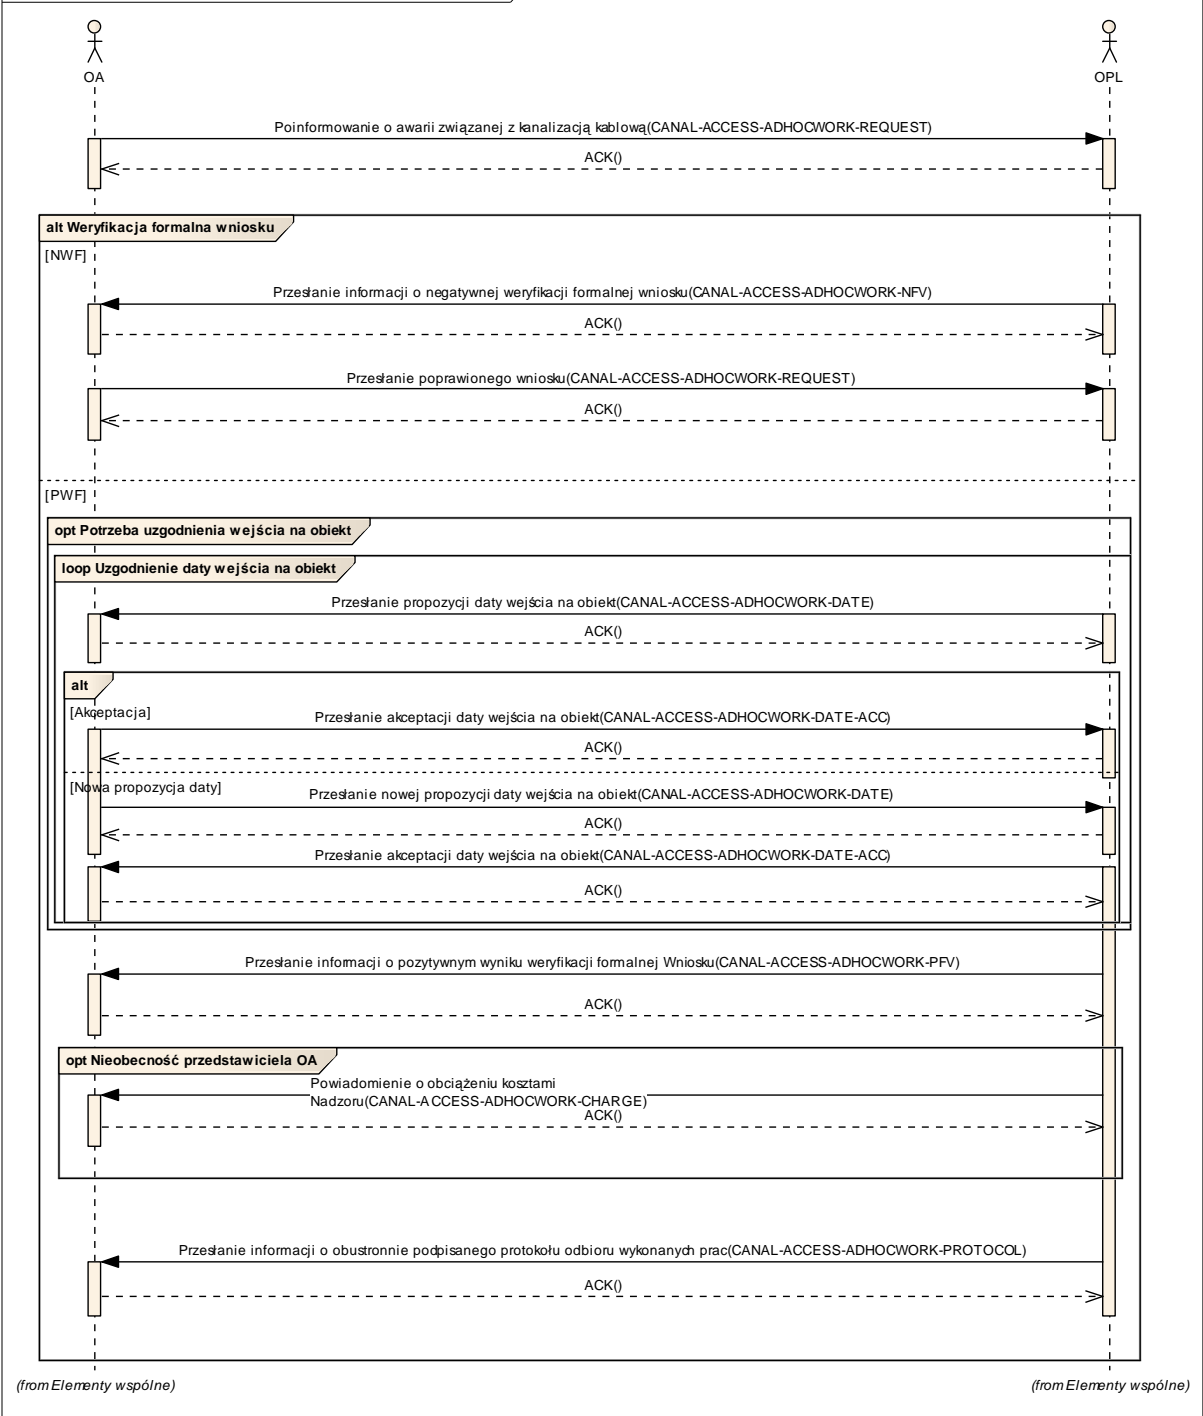 OA
OPL
Poinformowanie o awarii związanej z kanalizacją kablową(CANAL-ACCESS-ADHOCWORK-REQUEST)
ACK()
alt Weryfikacja formalna wniosku
[NWF]
Przesłanie informacji o negatywnej weryfikacji formalnej wniosku(CANAL-ACCESS-ADHOCWORK-NFV)
ACK()
Przesłanie poprawionego wniosku(CANAL-ACCESS-ADHOCWORK-REQUEST)
ACK()
[PWF]
opt Potrzeba uzgodnienia wejścia na obiekt
loop Uzgodnienie daty wejścia na obiekt
Przesłanie propozycji daty wejścia na obiekt(CANAL-ACCESS-ADHOCWORK-DATE)
ACK()
alt
[Akceptacja]
Przesłanie akceptacji daty wejścia na obiekt(CANAL-ACCESS-ADHOCWORK-DATE-ACC)
ACK()
[Nowa propozycja daty]
Przesłanie nowej propozycji daty wejścia na obiekt(CANAL-ACCESS-ADHOCWORK-DATE)
ACK()
Przesłanie akceptacji daty wejścia na obiekt(CANAL-ACCESS-ADHOCWORK-DATE-ACC)
ACK()
Przesłanie informacji o pozytywnym wyniku weryfikacji formalnej Wniosku(CANAL-ACCESS-ADHOCWORK-PFV)
ACK()
opt Nieobecność przedstawiciela OA
Powiadomienie o obciążeniu kosztami
Nadzoru(CANAL-ACCESS-ADHOCWORK-CHARGE)
ACK()
Przesłanie informacji o obustronnie podpisanego protokołu odbioru wykonanych prac(CANAL-ACCESS-ADHOCWORK-PROTOCOL)
ACK()
(from Elementy wspólne)
(from Elementy wspólne)